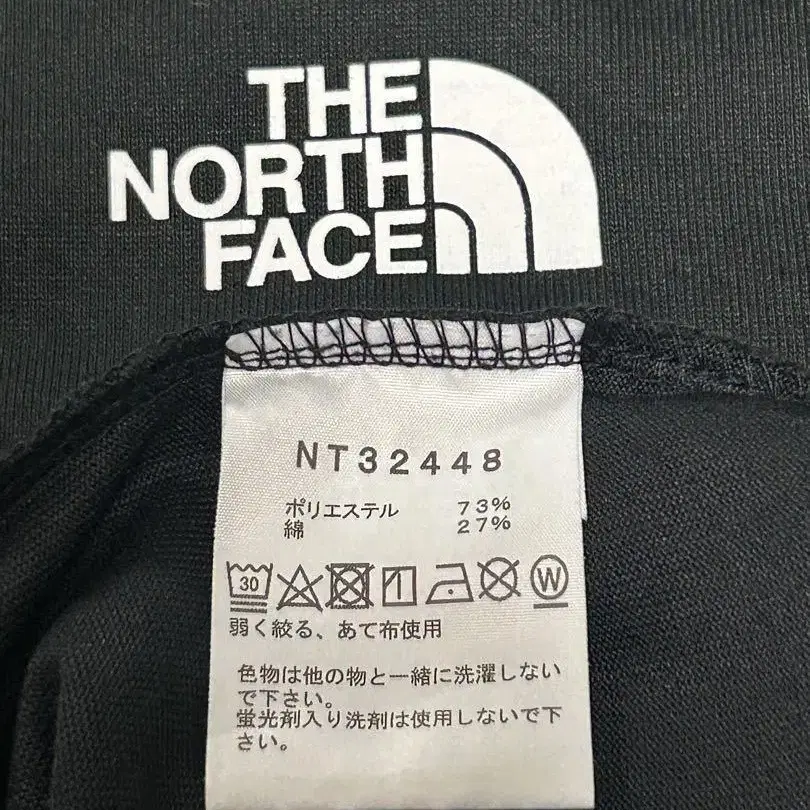 THE
NORTH
FACE
NT32448
ポリエステル 73%
綿 27%
30 W
弱く絞る、あて布使用
色物は他の物と一緒に洗濯しない
で下さい。
蛍光剤入り洗剤は使用しないで下
さい。